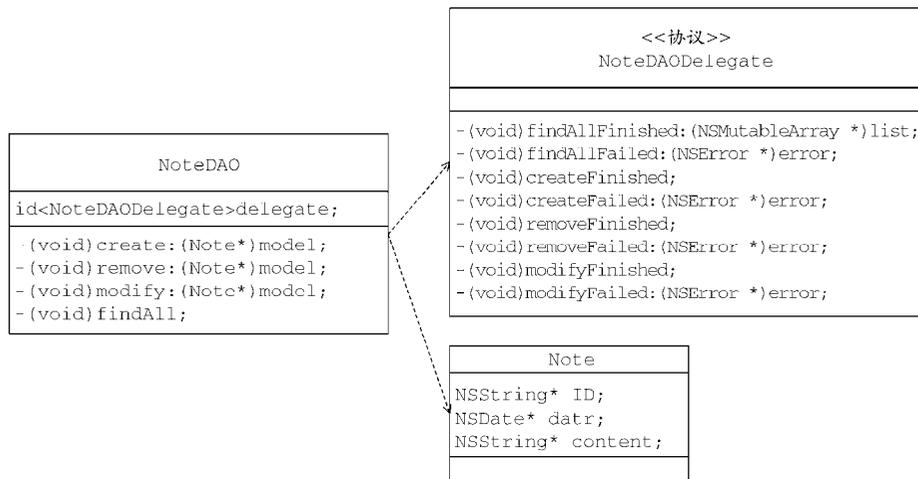 <<协议>>
NoteDAODelegate
-(void)findAllFinished:(NSMutableArray *)list;
-(void)findAllFailed:(NSError *)error;
-(void)createFinished;
-(void)createFailed:(NSError *)error;
-(void)removeFinished;
-(void)removeFailed:(NSError *)error;
-(void)modifyFinished;
-(void)modifyFailed:(NSError *)error;
NoteDAO
id<NoteDAODelegate>delegate;
-(void)create:(Note*)model;
-(void)remove:(Note*)model;
-(void)modify:(Note*)model;
-(void)findAll;
Note
NSString* ID;
NSDate* datr;
NSString* content;